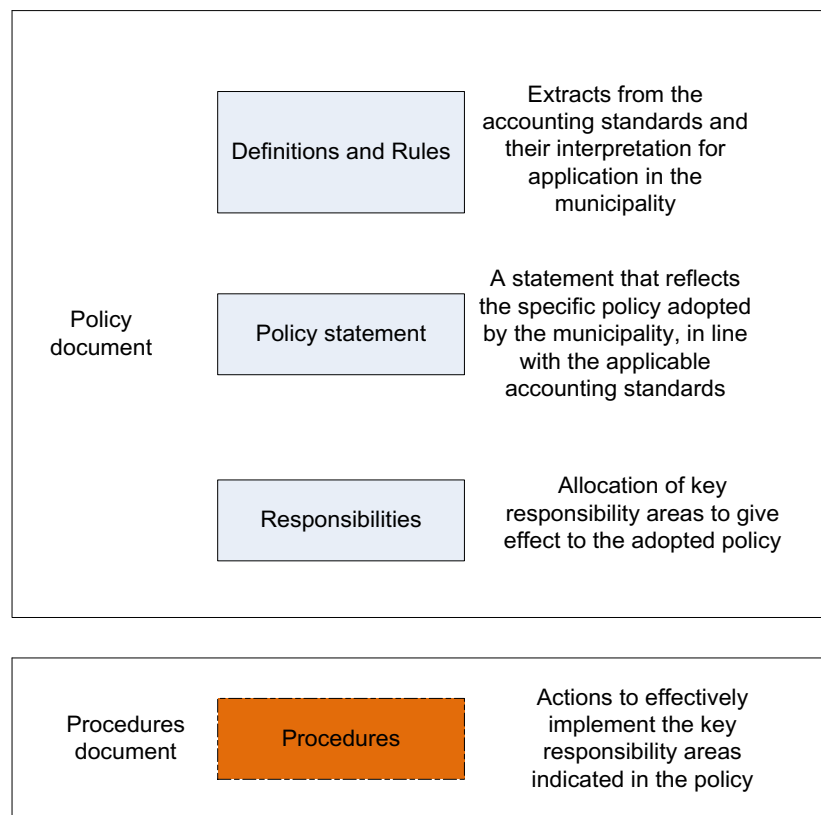 Definitions and Rules
Extracts from the
accounting standards and
their interpretation for
application in the
municipality
Policy
document
Policy statement
A statement that reflects
the specific policy adopted
by the municipality, in line
with the applicable
accounting standards
Responsibilities
Allocation of key
responsibility areas to give
effect to the adopted policy
Procedures
document
Procedures
Actions to effectively
implement the key
responsibility areas
indicated in the policy